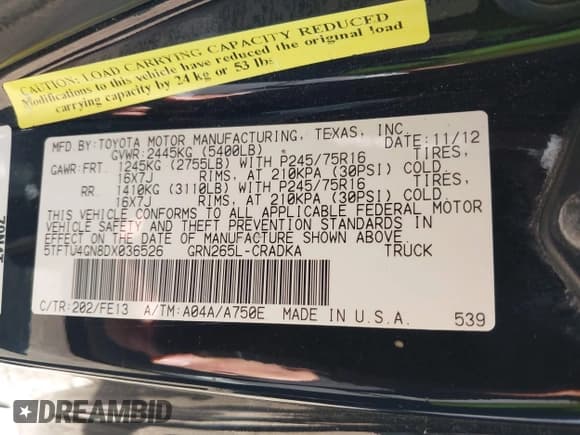 CAUTION: LOAD CARRYING CAPACITY REDUCED
Modifications to this vehicle have reduced the original load
carrying capacity by 24 kg or 53 lbs
MFD BY:TOYOTA MOTOR MANUFACTURING, TEXAS, INC.
GVWR:2445KG (5400LB) DATE:11/12
GAWR:FRT 1245KG (2755LB) WITH P245/75R16 TIRES,
16X7J RIMS, AT 210KPA (30PSI) COLD
RR 1410KG (3110LB) WITH P245/75R16 TIRES,
16X7J RIMS, AT 210KPA (30PSI) COLD
THIS VEHICLE CONFORMS TO ALL APPLICABLE FEDERAL MOTOR
VEHICLE SAFETY AND THEFT PREVENTION STANDARDS IN
EFFECT ON THE DATE OF MANUFACTURE SHOWN ABOVE.
5TFTU4GN8DX036526 GRN265L-CRADKA TRUCK
C/TR:202/FE13 A/TM:A04A/A750E MADE IN U.S.A. 539
DREAMBID